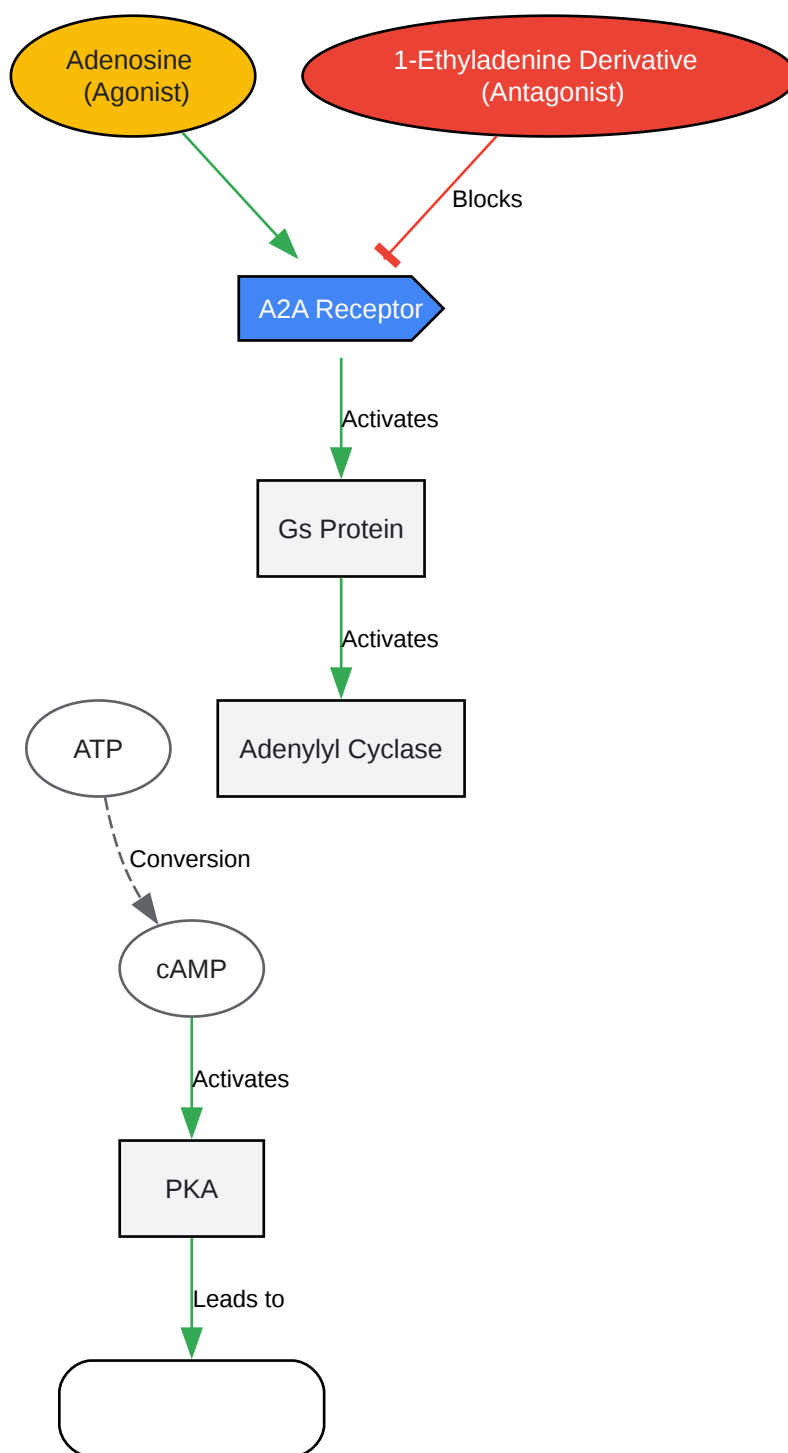 Adenosine
(Agonist)
1-Ethyladenine Derivative
(Antagonist)
Blocks
A2A Receptor
Activates
Gs Protein
Activates
ATP
Adenylyl Cyclase
Conversion
cAMP
Activates
PKA
Leads to